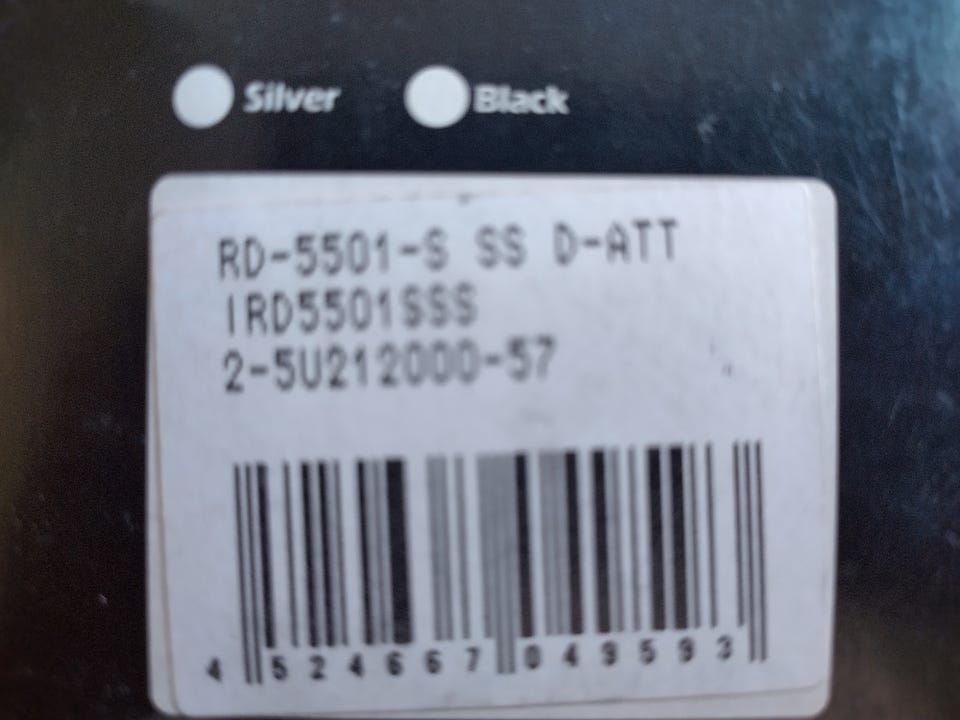 Silver Black
RD-5501-S SS D-ATT
IRD5501SSS
2-5U212000-57
4 524667 049593